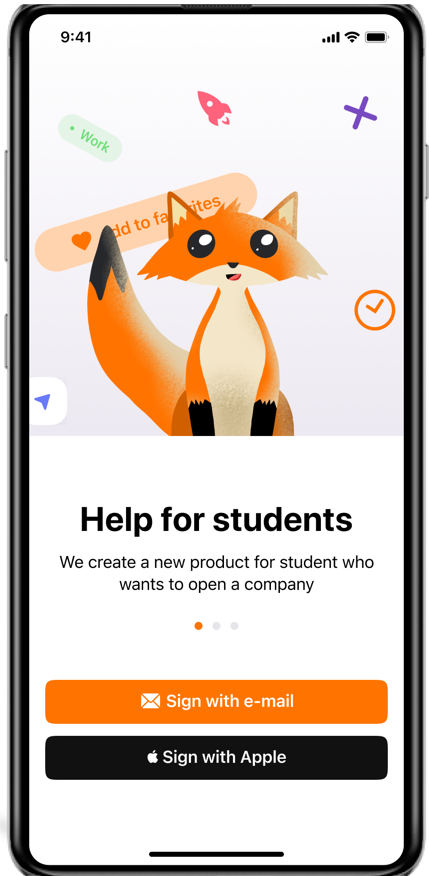 9:41
Work
dd to fa ites
Help for students
We create a new product for student who
wants to open a company
Sign with e-mail
Sign with Apple